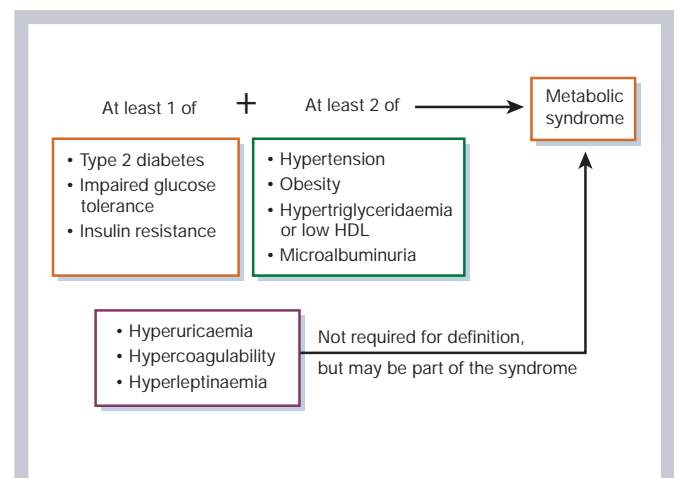 At least 1 of + At least 2 of
Metabolic
syndrome
• Type 2 diabetes
• Impaired glucose
tolerance
• Insulin resistance
• Hypertension
• Obesity
• Hypertriglyceridaemia
or low HDL
• Microalbuminuria
• Hyperuricaemia
• Hypercoagulability
• Hyperleptinaemia
Not required for definition,
but may be part of the syndrome